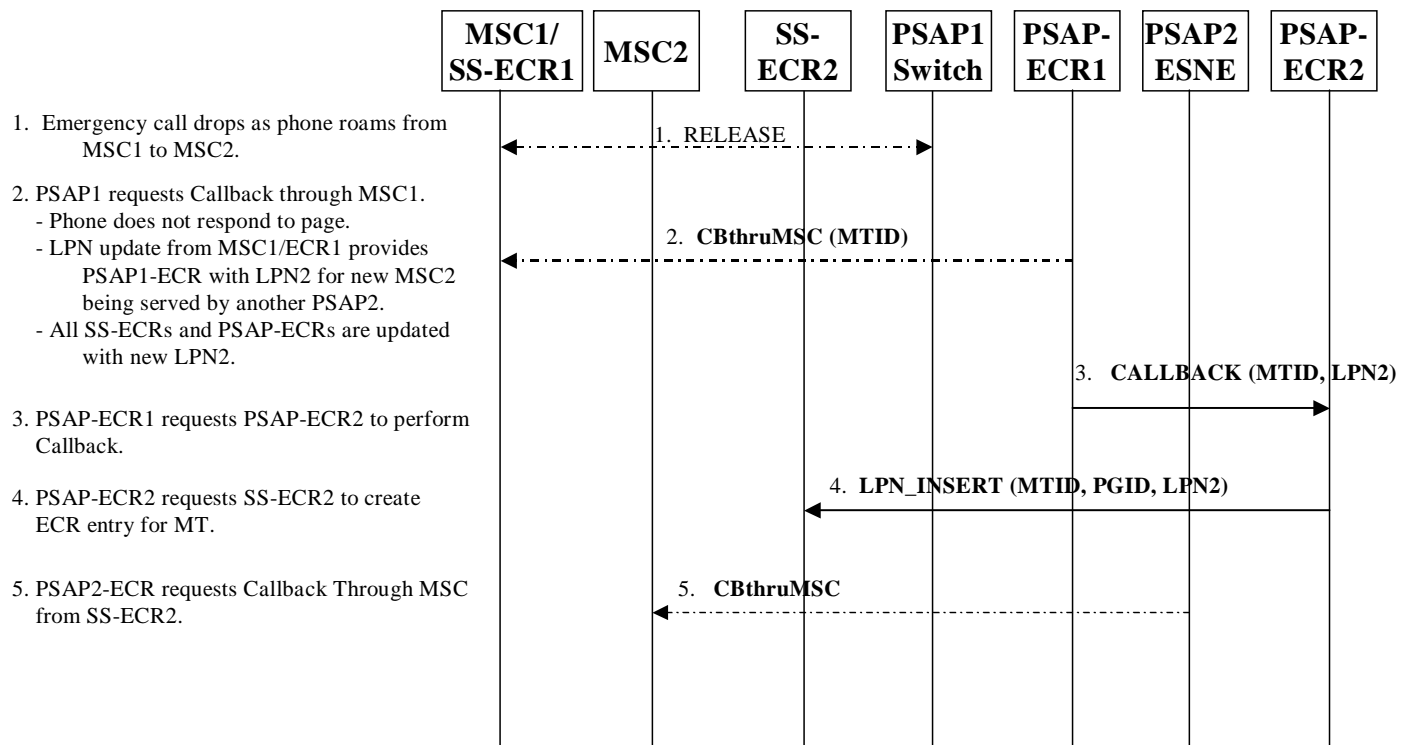 MSC1/
SS-ECR1
MSC2
SS-
ECR2
PSAP1
Switch
PSAP-
ECR1
PSAP2
ESNE
PSAP-
ECR2
1. Emergency call drops as phone roams from
MSC1 to MSC2.
1. RELEASE
2. PSAP1 requests Callback through MSC1.
- Phone does not respond to page.
- LPN update from MSC1/ECR1 provides
PSAP1-ECR with LPN2 for new MSC2
being served by another PSAP2.
- All SS-ECRs and PSAP-ECRs are updated
with new LPN2.
2. CBthruMSC (MTID)
3. CALLBACK (MTID, LPN2)
3. PSAP-ECR1 requests PSAP-ECR2 to perform
Callback.
4. PSAP-ECR2 requests SS-ECR2 to create
ECR entry for MT.
4. LPN_INSERT (MTID, PGID, LPN2)
5. PSAP2-ECR requests Callback Through MSC
from SS-ECR2.
5. CBthruMSC